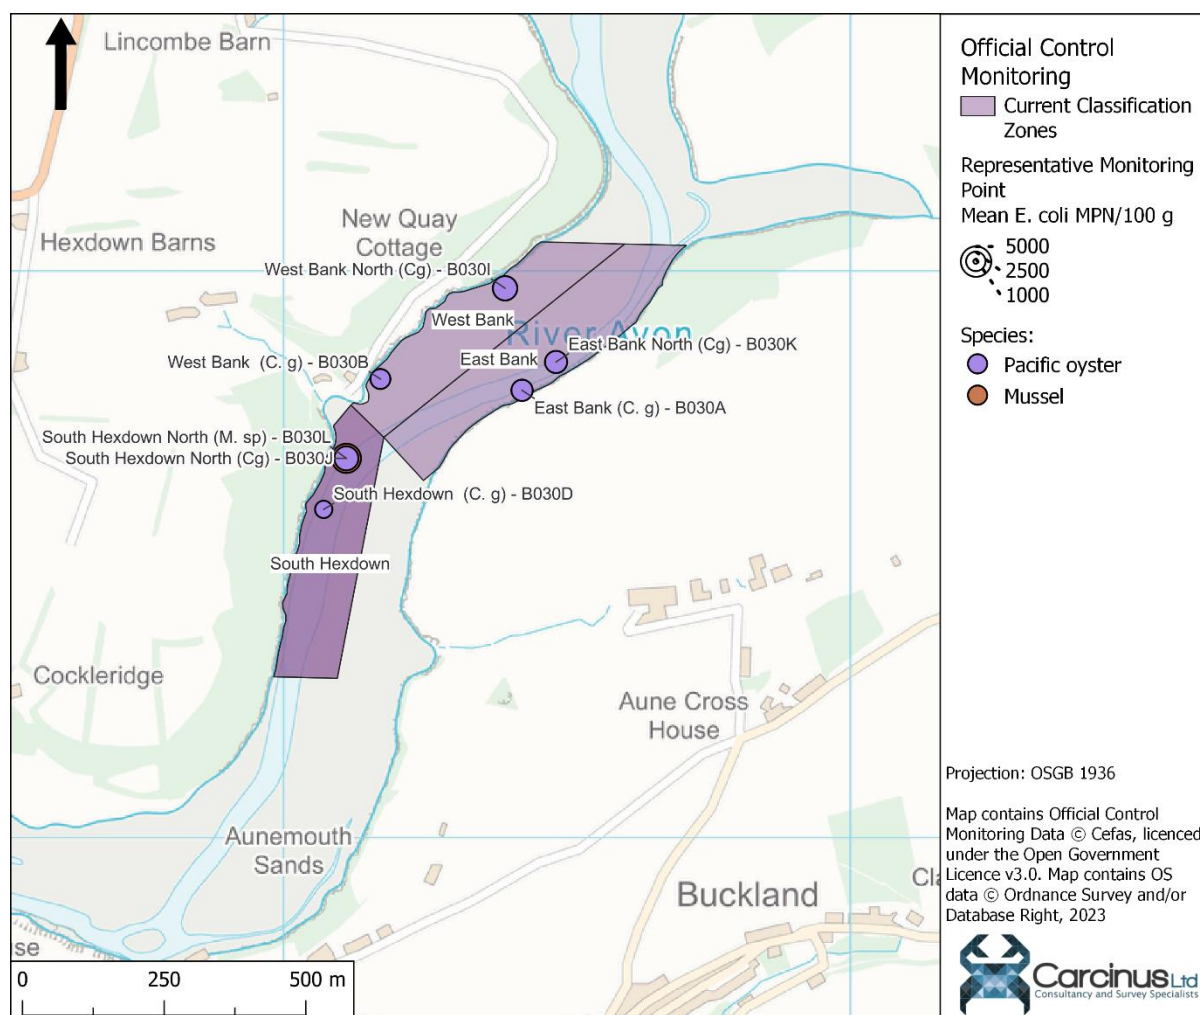 Lincombe Barn
Hexdown Barns
New Quay
Cottage
West Bank North (Cg) - B030I
West Bank
River Avon
East Bank North (Cg) - B030K
East Bank
West Bank  (C. g) - B030B
East Bank (C. g) - B030A
South Hexdown North (M. sp) - B030L
South Hexdown North (Cg) - B030J
South Hexdown  (C. g) - B030D
South Hexdown
Cockleridge
Aune Cross
House
Aunemouth
Sands
Buckland
Cla
se
0 250 500 m
Official Control
Monitoring
Current Classification
Zones
Representative Monitoring
Point
Mean E. coli MPN/100 g
5000
2500
1000
Species:
Pacific oyster
Mussel
Projection: OSGB 1936
Map contains Official Control
Monitoring Data © Cefas, licenced
under the Open Government
Licence v3.0. Map contains OS
data © Ordnance Survey and/or
Database Right, 2023
Carcinus Ltd
Consultancy and Survey Specialists